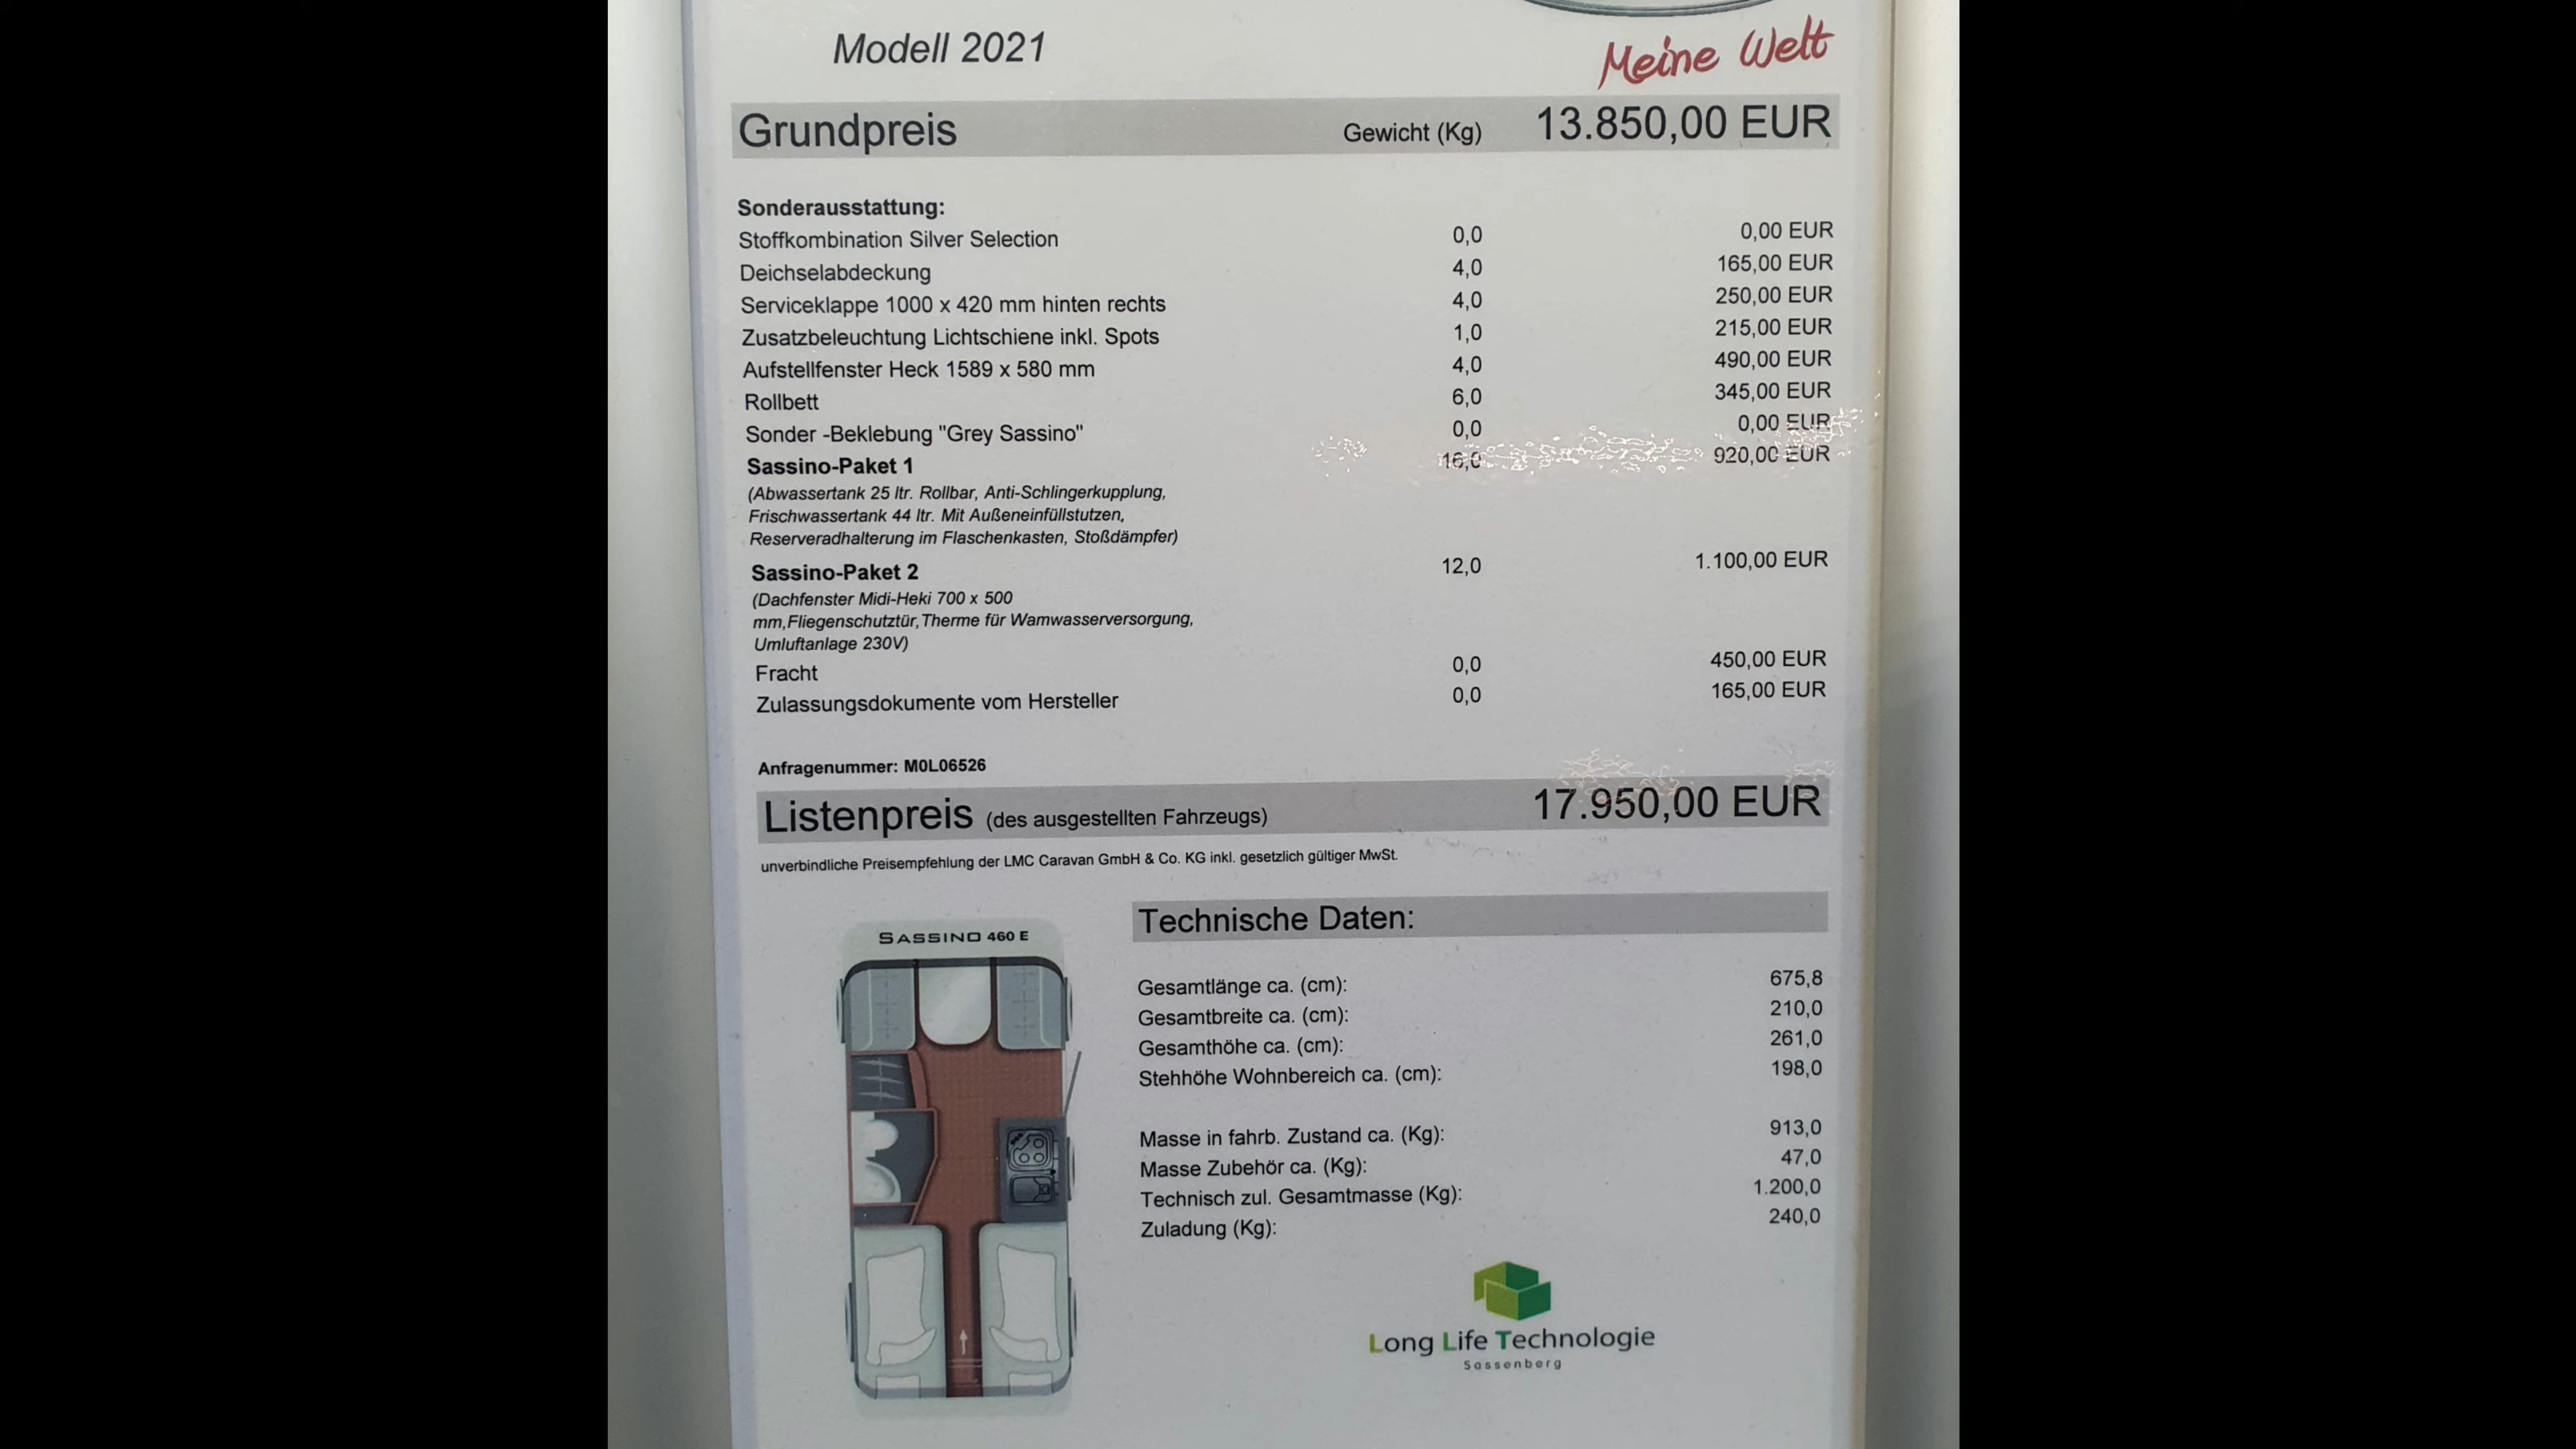 Modell 2021
Meine Welt
Grundpreis Gewicht (Kg) 13.850,00 EUR
Sonderausstattung:
Stoffkombination Silver Selection 0,0 0,00 EUR
Deichselabdeckung 4,0 165,00 EUR
Serviceklappe 1000 x 420 mm hinten rechts 4,0 250,00 EUR
Zusatzbeleuchtung Lichtschiene inkl. Spots 1,0 215,00 EUR
Aufstellfenster Heck 1589 x 580 mm 4,0 490,00 EUR
Rollbett 6,0 345,00 EUR
Sonder -Beklebung "Grey Sassino" 0,0 0,00 EUR
Sassino-Paket 1 16,0 920,00 EUR
(Abwassertank 25 ltr. Rollbar, Anti-Schlingerkupplung,
Frischwassertank 44 ltr. Mit Außeneinfüllstutzen,
Reserveradhalterung im Flaschenkasten, Stoßdämpfer)
Sassino-Paket 2 12,0 1.100,00 EUR
(Dachfenster Midi-Heki 700 x 500
mm,Fliegenschutztür,Therme für Wamwasserversorgung,
Umluftanlage 230V)
Fracht 0,0 450,00 EUR
Zulassungsdokumente vom Hersteller 0,0 165,00 EUR
Anfragenummer: M0L06526
Listenpreis (des ausgestellten Fahrzeugs) 17.950,00 EUR
unverbindliche Preisempfehlung der LMC Caravan GmbH & Co. KG inkl. gesetzlich gültiger MwSt.
SASSINO 460 E
Technische Daten:
Gesamtlänge ca. (cm): 675,8
Gesamtbreite ca. (cm): 210,0
Gesamthöhe ca. (cm): 261,0
Stehhöhe Wohnbereich ca. (cm): 198,0
Masse in fahrb. Zustand ca. (Kg): 913,0
Masse Zubehör ca. (Kg): 47,0
Technisch zul. Gesamtmasse (Kg): 1.200,0
Zuladung (Kg): 240,0
Long Life Technologie
Sassenberg